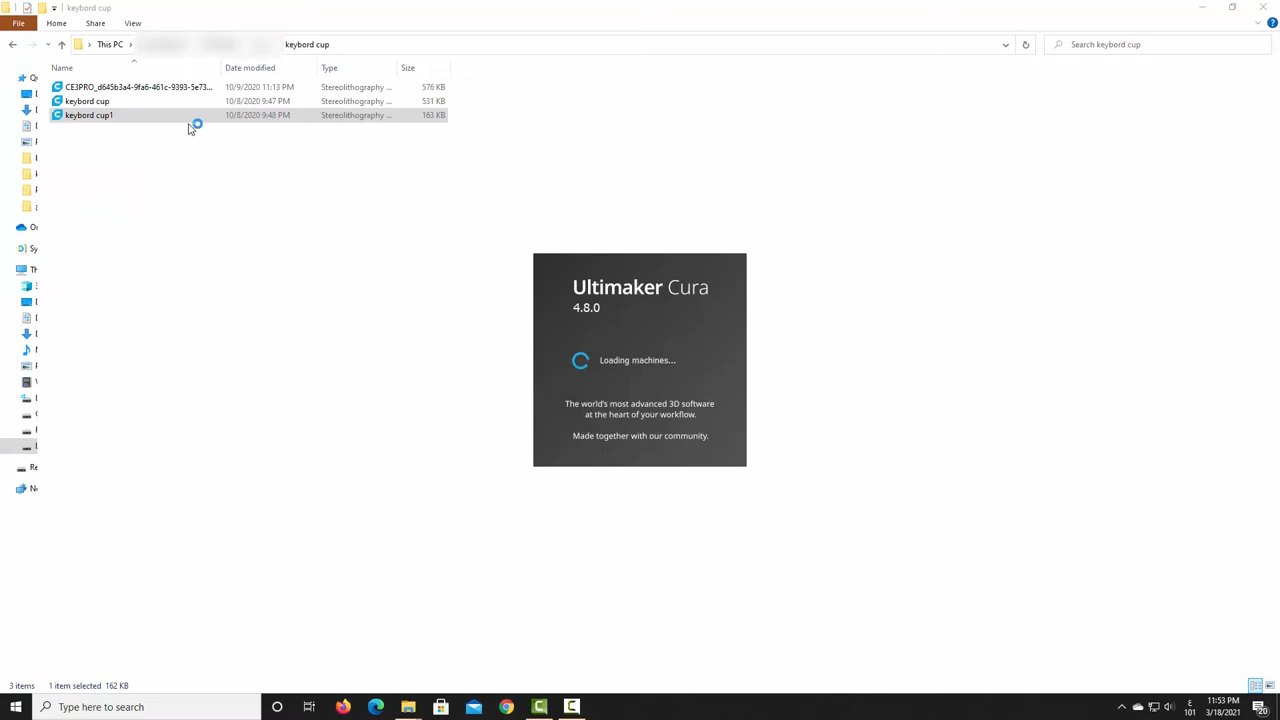 keybord cup
File Home Share View
This PC keybord cup Search keybord cup
Name Date modified Type Size
CE3PRO_d645b3a4-9fa6-461c-9393-5e73... 10/9/2020 11:13 PM Stereolithography ... 576 KB
keybord cup 10/8/2020 9:47 PM Stereolithography ... 531 KB
keybord cup1 10/8/2020 9:48 PM Stereolithography ... 163 KB
Ultimaker Cura
4.8.0
Loading machines...
The world's most advanced 3D software
at the heart of your workflow.
Made together with our community.
3 items 1 item selected 162 KB
Type here to search
11:53 PM
ع
101
3/18/2021
20